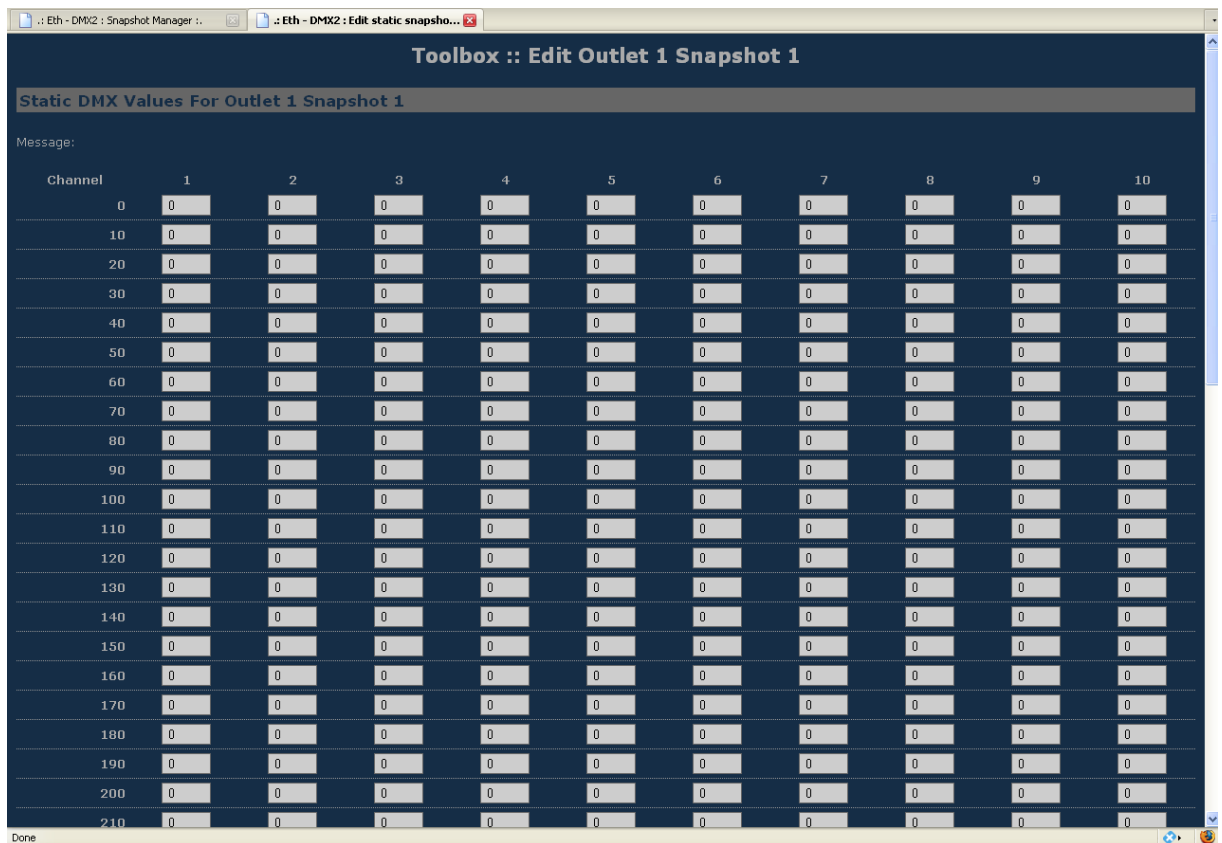 .: Eth - DMX2 : Snapshot Manager :. .: Eth - DMX2 : Edit static snapsho...
Toolbox :: Edit Outlet 1 Snapshot 1
Static DMX Values For Outlet 1 Snapshot 1
Message:
Channel 1 2 3 4 5 6 7 8 9 10
0 0 0 0 0 0 0 0 0 0 0
10 0 0 0 0 0 0 0 0 0 0
20 0 0 0 0 0 0 0 0 0 0
30 0 0 0 0 0 0 0 0 0 0
40 0 0 0 0 0 0 0 0 0 0
50 0 0 0 0 0 0 0 0 0 0
60 0 0 0 0 0 0 0 0 0 0
70 0 0 0 0 0 0 0 0 0 0
80 0 0 0 0 0 0 0 0 0 0
90 0 0 0 0 0 0 0 0 0 0
100 0 0 0 0 0 0 0 0 0 0
110 0 0 0 0 0 0 0 0 0 0
120 0 0 0 0 0 0 0 0 0 0
130 0 0 0 0 0 0 0 0 0 0
140 0 0 0 0 0 0 0 0 0 0
150 0 0 0 0 0 0 0 0 0 0
160 0 0 0 0 0 0 0 0 0 0
170 0 0 0 0 0 0 0 0 0 0
180 0 0 0 0 0 0 0 0 0 0
190 0 0 0 0 0 0 0 0 0 0
200 0 0 0 0 0 0 0 0 0 0
210 0 0 0 0 0 0 0 0 0 0
Done